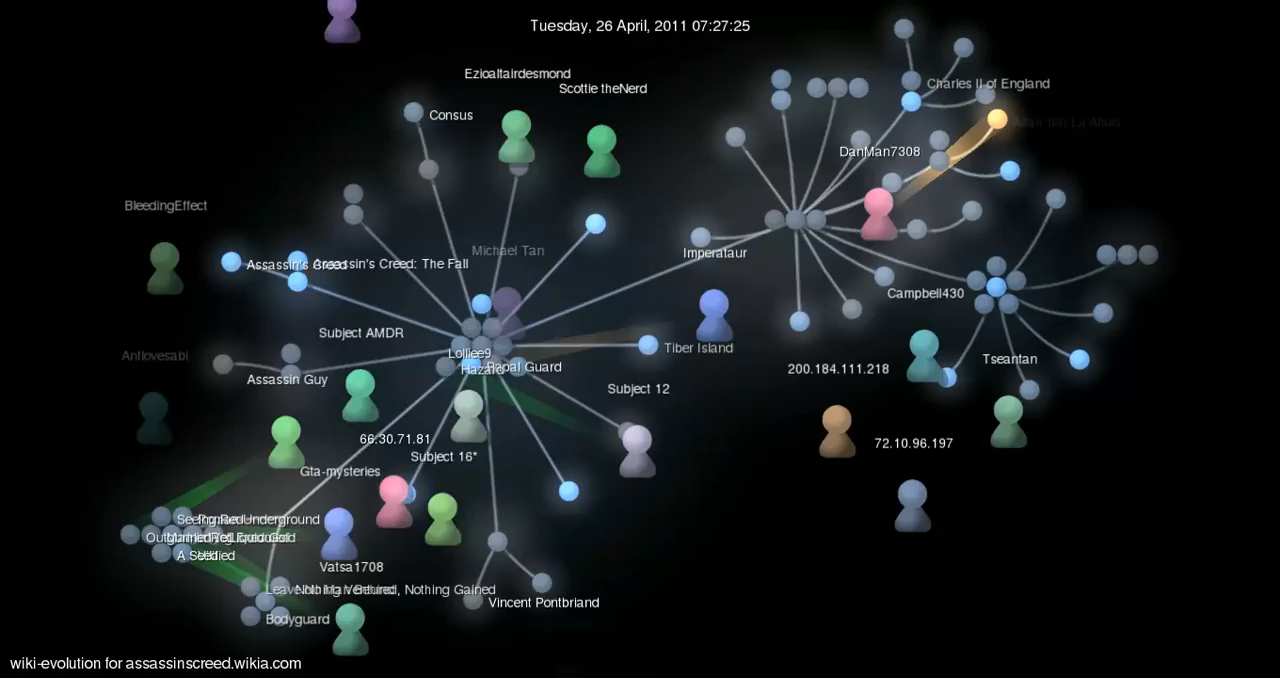 Tuesday, 26 April, 2011 07:27:25
Ezioaltairdesmond
Scottie theNerd
Charles II of England
Consus
DanMan7308
BleedingEffect
Michael Tan
Imperataur
Assassin's Creed
Assassin's Creed: The Fall
Campbell430
Subject AMDR
Tiber Island
Lollee9
Papal Guard
Tseantan
200.184.111.218
Assassin Guy
Subject 12
66.30.71.81
72.10.96.197
Subject 16*
Gta-mysteries
Underground
Vatsa1708
Nothing Ventured, Nothing Gained
Vincent Pontbriand
Bodyguard
wiki-evolution for assassinscreed.wikia.com